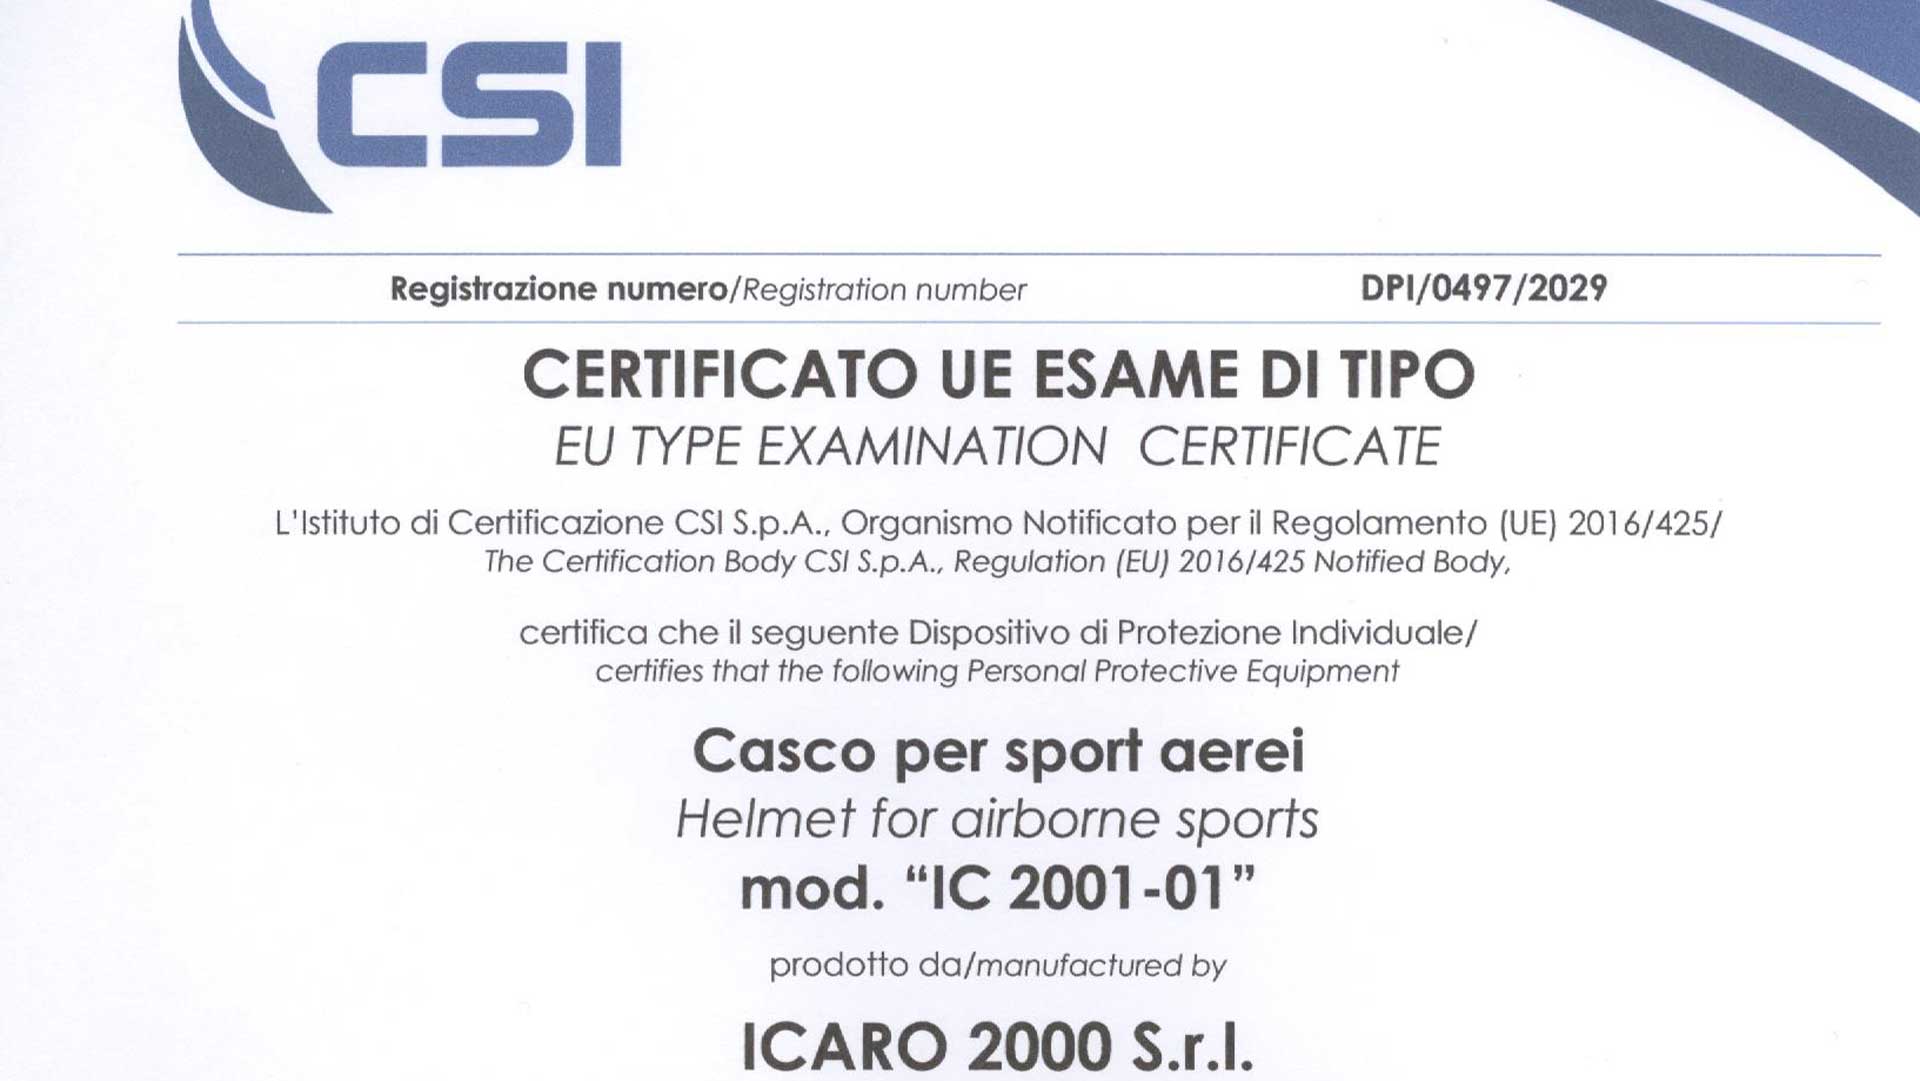 CSI
Registrazione numero/Registration number DPI/0497/2029
CERTIFICATO UE ESAME DI TIPO
EU TYPE EXAMINATION CERTIFICATE
L'Istituto di Certificazione CSI S.p.A., Organismo Notificato per il Regolamento (UE) 2016/425/
The Certification Body CSI S.p.A., Regulation (EU) 2016/425 Notified Body,
certifica che il seguente Dispositivo di Protezione Individuale/
certifies that the following Personal Protective Equipment
Casco per sport aerei
Helmet for airborne sports
mod. “IC 2001-01”
prodotto da/manufactured by
ICARO 2000 S.r.l.